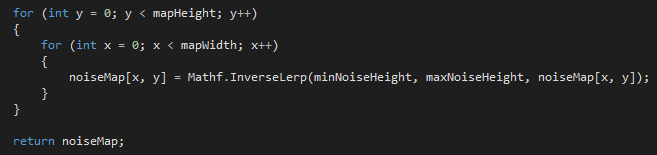 for (int y = 0; y < mapHeight; y++)
{
    for (int x = 0; x < mapWidth; x++)
    {
        noiseMap[x, y] = Mathf.InverseLerp(minNoiseHeight, maxNoiseHeight, noiseMap[x, y]);
    }
}

return noiseMap;